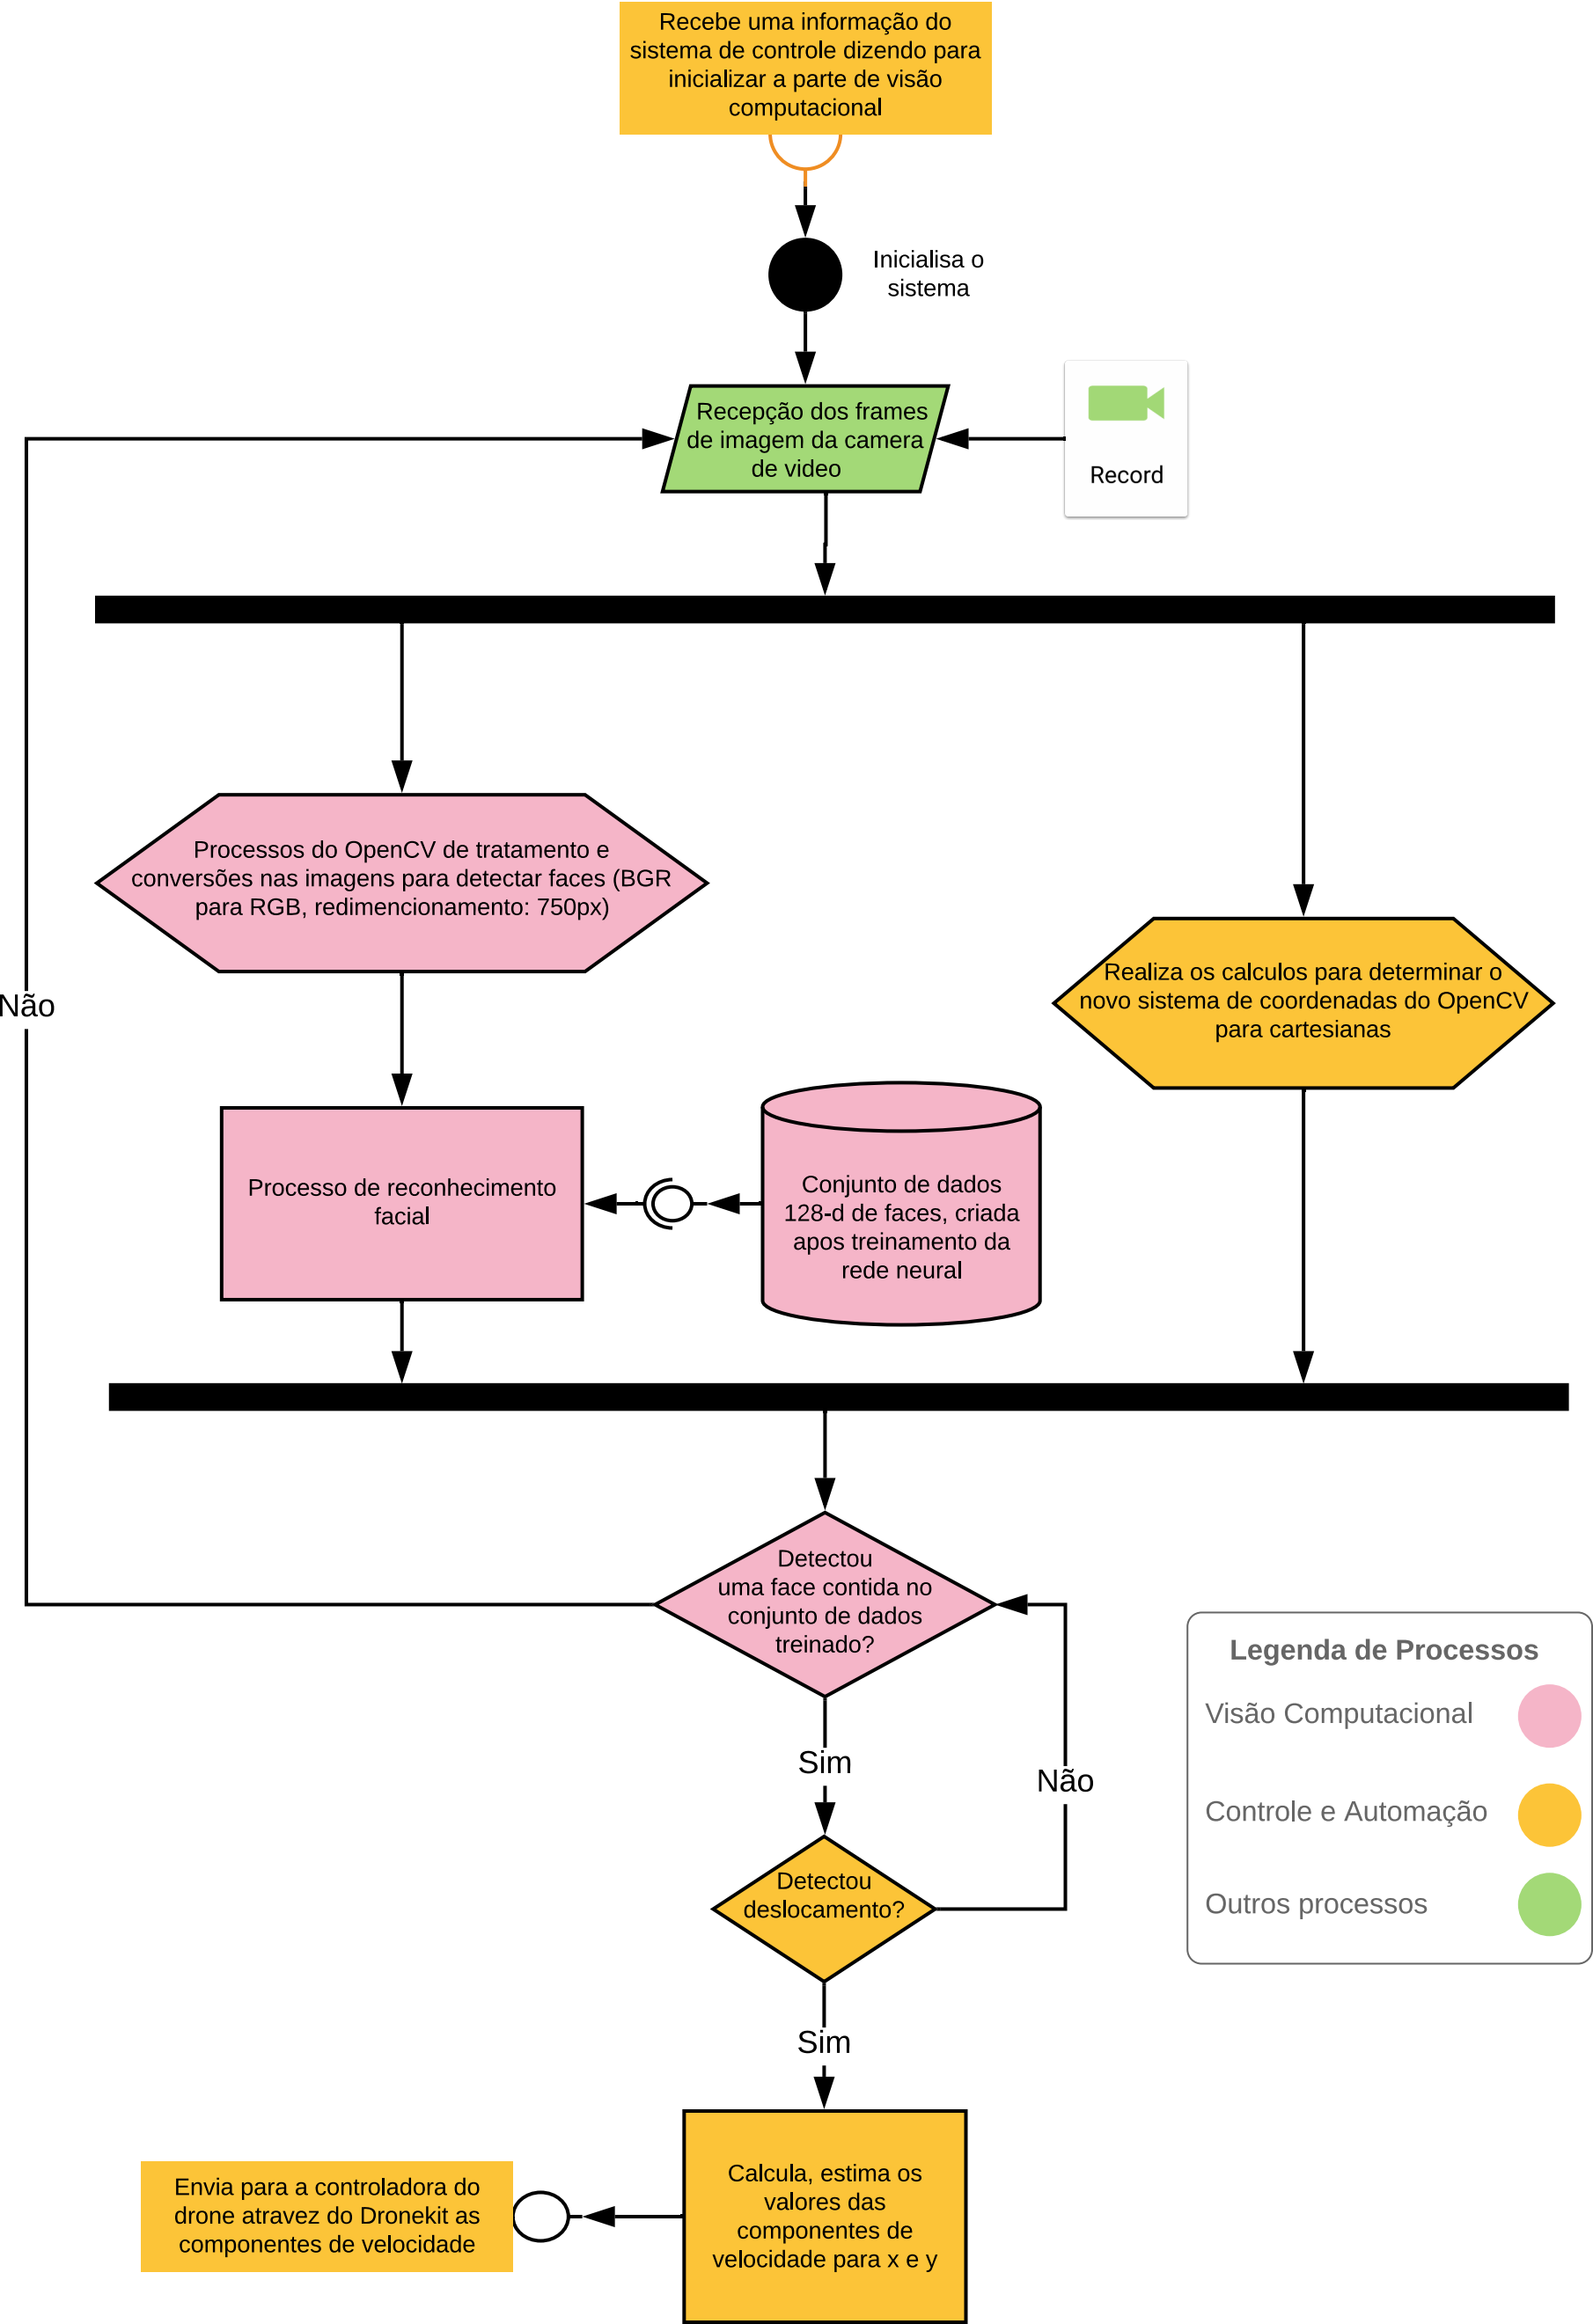 Recebe uma informação do
sistema de controle dizendo para
inicializar a parte de visão
computacional
Inicialisa o
sistema
Recepção dos frames
de imagem da camera
de video
Record
Processos do OpenCV de tratamento e
conversões nas imagens para detectar faces (BGR
para RGB, redimencionamento: 750px)
Realiza os calculos para determinar o
novo sistema de coordenadas do OpenCV
para cartesianas
Não
Processo de reconhecimento
facial
Conjunto de dados
128-d de faces, criada
apos treinamento da
rede neural
Detectou
uma face contida no
conjunto de dados
treinado?
Sim
Não
Detectou
deslocamento?
Sim
Legenda de Processos
Visão Computacional
Controle e Automação
Outros processos
Calcula, estima os
valores das
componentes de
velocidade para x e y
Envia para a controladora do
drone atravez do Dronekit as
componentes de velocidade